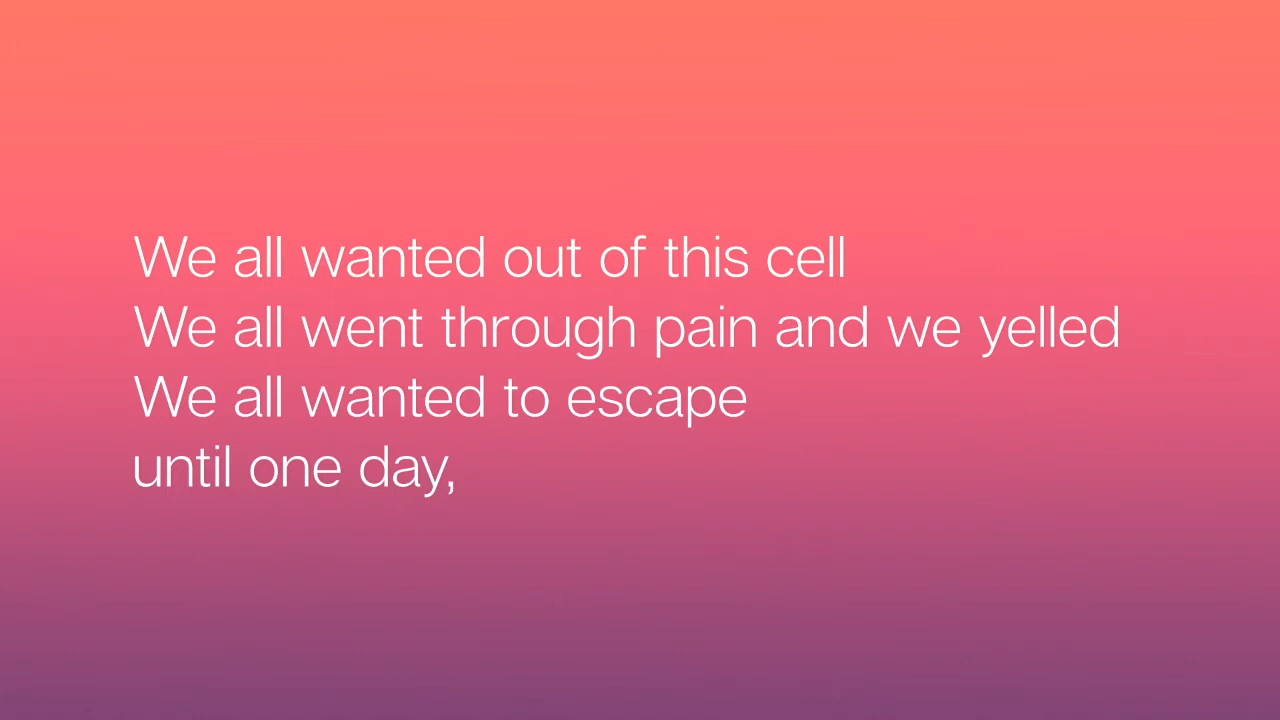 We all wanted out of this cell
We all went through pain and we yelled
We all wanted to escape
until one day,